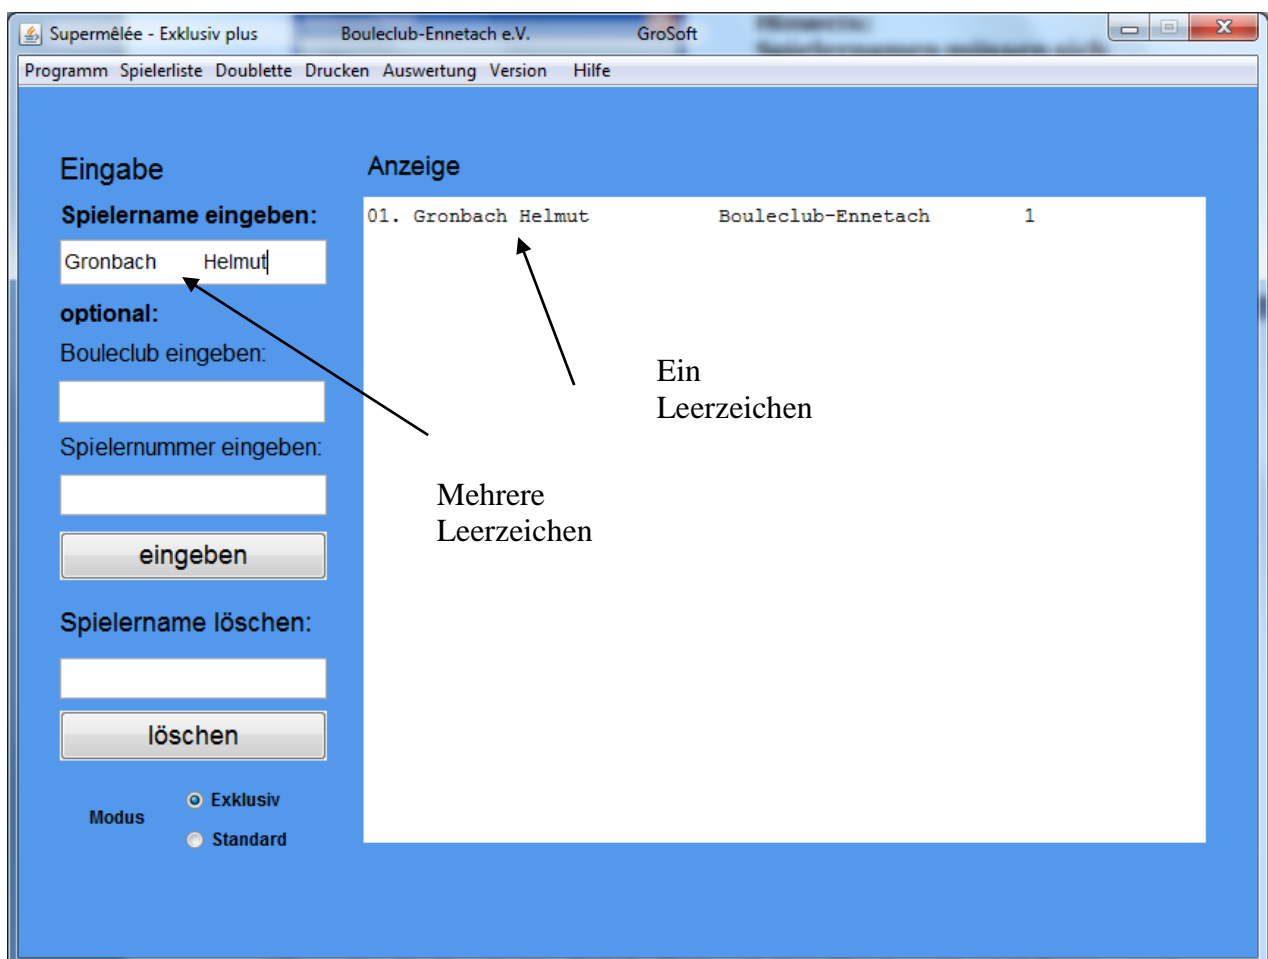 Supermêlée - Exklusiv plus Bouleclub-Ennetach e.V. GroSoft
Programm Spielerliste Doublette Drucken Auswertung Version Hilfe
Eingabe
Anzeige
Spielername eingeben:
01. Gronbach Helmut Bouleclub-Ennetach 1
Gronbach Helmut
optional:
Bouleclub eingeben:
Ein
Leerzeichen
Spielernummer eingeben:
Mehrere
Leerzeichen
eingeben
Spielername löschen:
löschen
Modus
Exklusiv
Standard